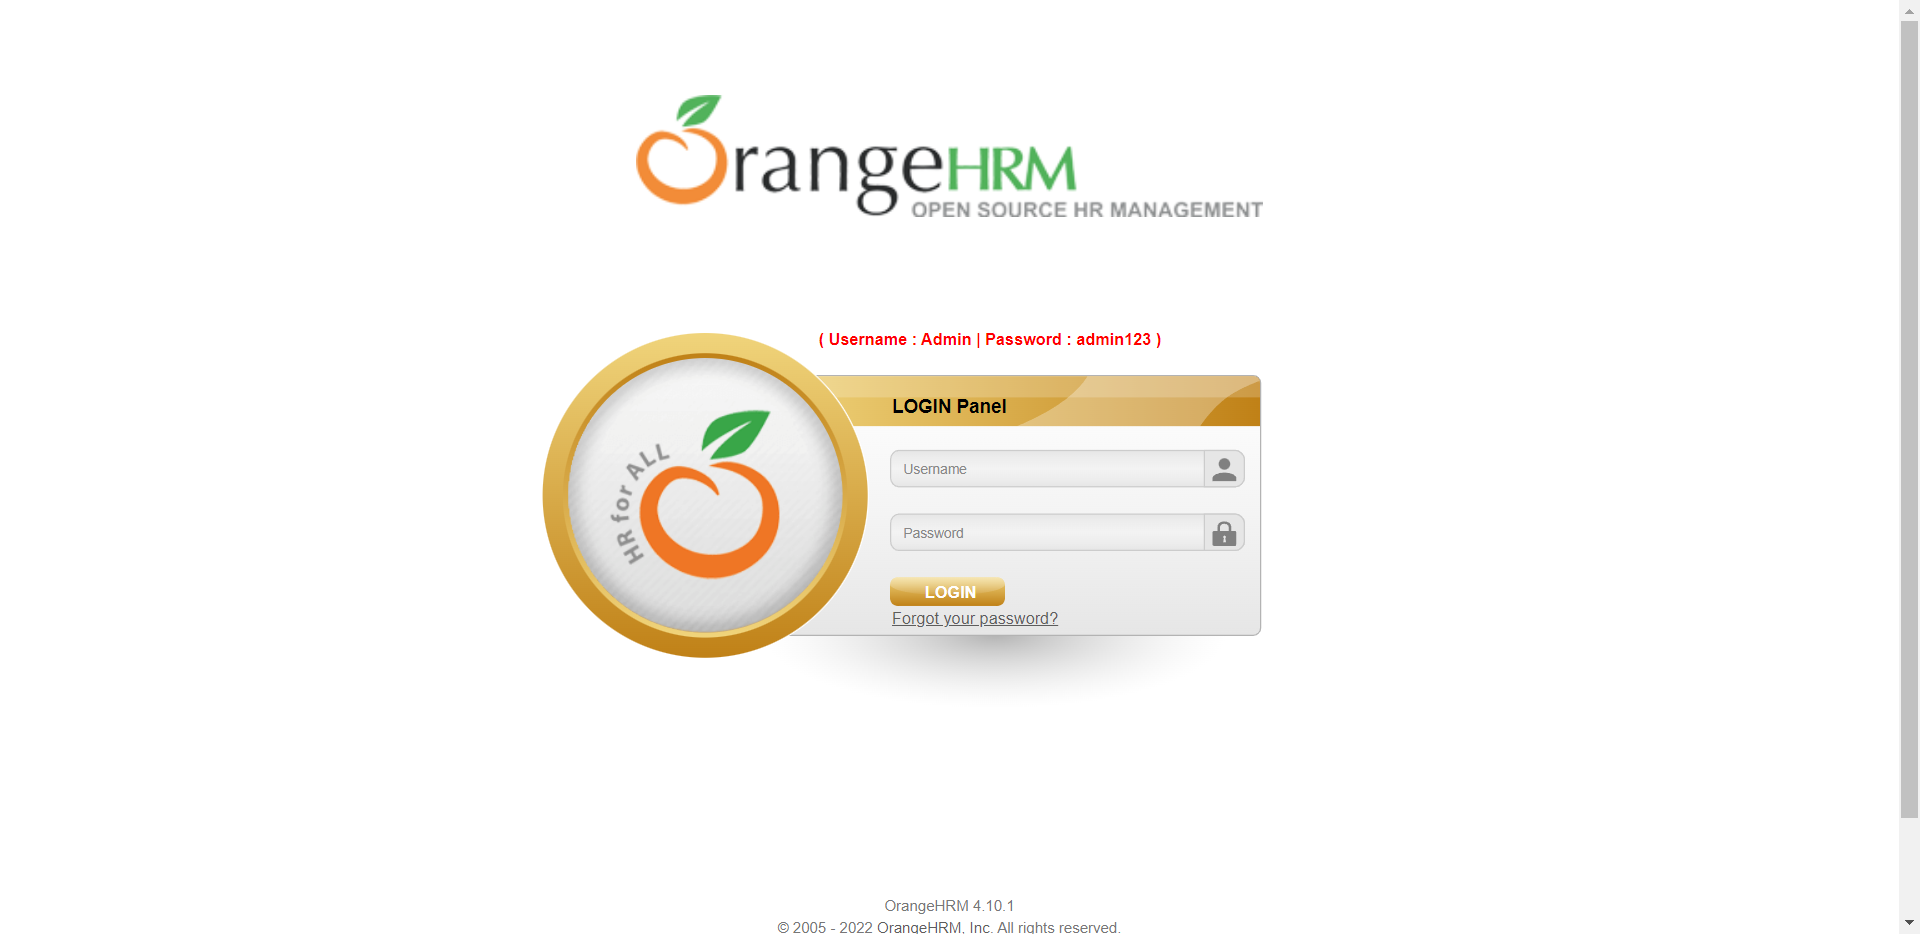 OrangeHRM
OPEN SOURCE HR MANAGEMENT
( Username : Admin | Password : admin123 )
HR for ALL
LOGIN Panel
Username
Password
LOGIN
Forgot your password?
OrangeHRM 4.10.1
© 2005 - 2022 OrangeHRM, Inc. All rights reserved.